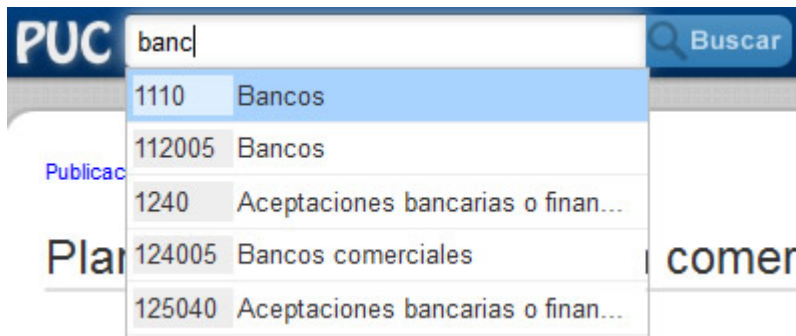 PUC banc Buscar
1110 Bancos
112005 Bancos
Publicac
1240 Aceptaciones bancarias o finan...
Plan 124005 Bancos comerciales comer
125040 Aceptaciones bancarias o finan...